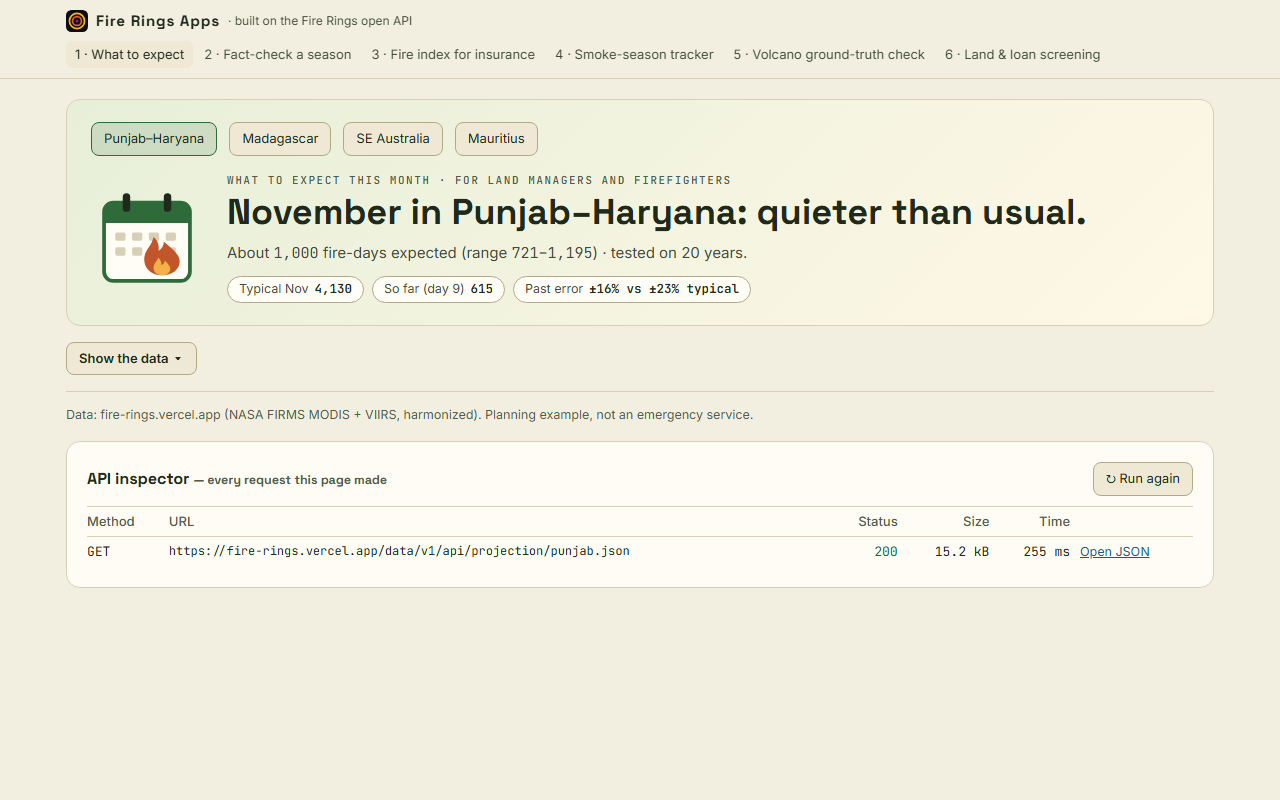 Fire Rings Apps · built on the Fire Rings open API
1 · What to expect 2 · Fact-check a season 3 · Fire index for insurance 4 · Smoke-season tracker 5 · Volcano ground-truth check 6 · Land & loan screening
Punjab–Haryana Madagascar SE Australia Mauritius
WHAT TO EXPECT THIS MONTH · FOR LAND MANAGERS AND FIREFIGHTERS
November in Punjab–Haryana: quieter than usual.
About 1,000 fire-days expected (range 721–1,195) · tested on 20 years.
Typical Nov 4,130 So far (day 9) 615 Past error ±16% vs ±23% typical
Show the data
Data: fire-rings.vercel.app (NASA FIRMS MODIS + VIIRS, harmonized). Planning example, not an emergency service.
API inspector — every request this page made ↻ Run again
Method URL Status Size Time
GET https://fire-rings.vercel.app/data/v1/api/projection/punjab.json 200 15.2 kB 255 ms Open JSON